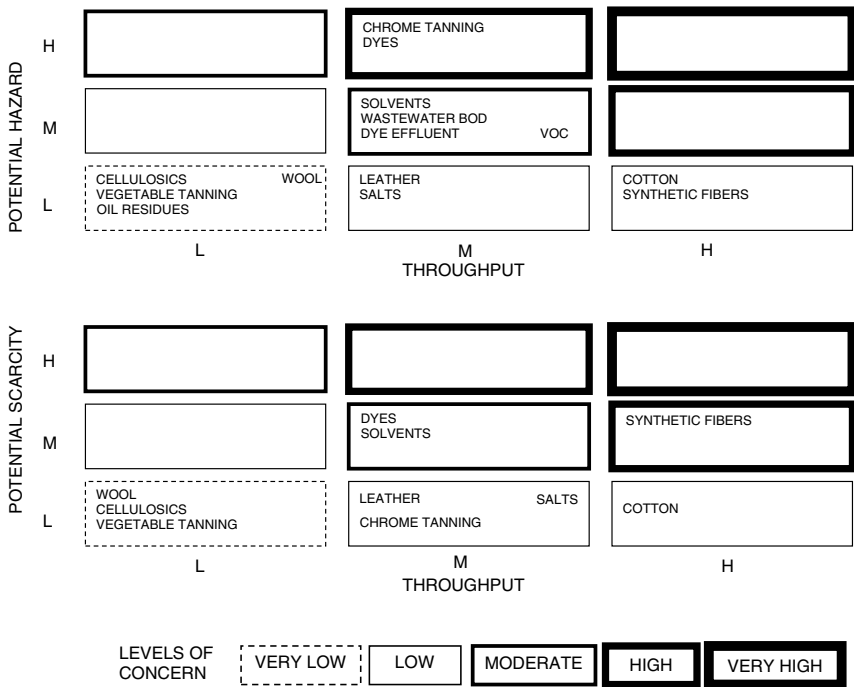 POTENTIAL HAZARD
H
CHROME TANNING
DYES
M
SOLVENTS
WASTEWATER BOD
DYE EFFLUENT VOC
L
CELLULOSICS WOOL
VEGETABLE TANNING
OIL RESIDUES
LEATHER
SALTS
COTTON
SYNTHETIC FIBERS
L M H
THROUGHPUT
POTENTIAL SCARCITY
H
M
DYES
SOLVENTS
SYNTHETIC FIBERS
L
WOOL
CELLULOSICS
VEGETABLE TANNING
LEATHER SALTS
CHROME TANNING
COTTON
L M H
THROUGHPUT
LEVELS OF
CONCERN
VERY LOW LOW MODERATE HIGH VERY HIGH